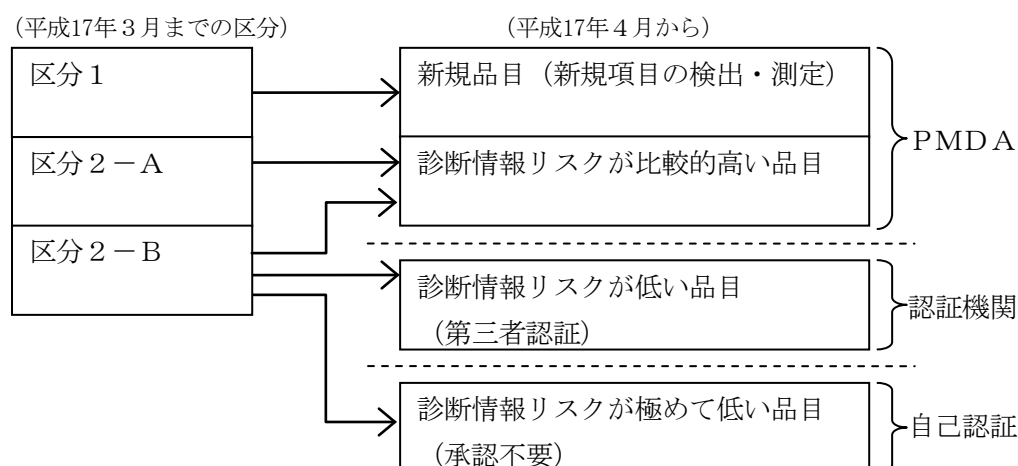 (平成17年３月までの区分)
(平成17年４月から)
区分１
新規品目（新規項目の検出・測定）
区分２－Ａ
診断情報リスクが比較的高い品目
ＰＭＤＡ
区分２－Ｂ
診断情報リスクが低い品目
（第三者認証）
認証機関
診断情報リスクが極めて低い品目
（承認不要）
自己認証